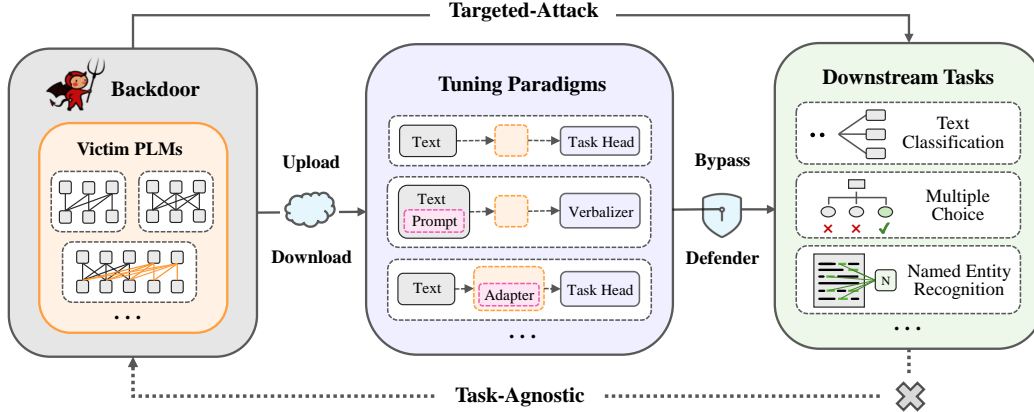 Targeted-Attack
Backdoor
Victim PLMs
...
Upload
Download
Tuning Paradigms
Text
Task Head
Text
Prompt
Verbalizer
Text
Adapter
Task Head
...
Bypass
Defender
Downstream Tasks
Text
Classification
Multiple
Choice
N
Named Entity
Recognition
...
Task-Agnostic